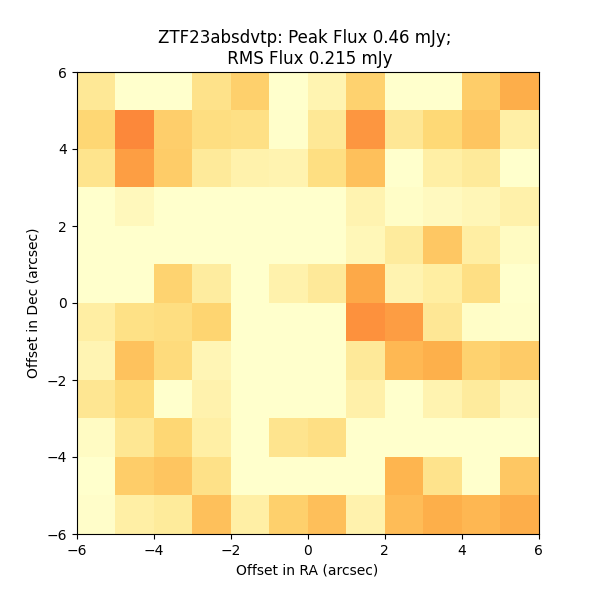 ZTF23absdvtp: Peak Flux 0.46 mJy;
RMS Flux 0.215 mJy
6
4
2
0
−2
−4
−6
Offset in Dec (arcsec)
−6 −4 −2 0 2 4 6
Offset in RA (arcsec)